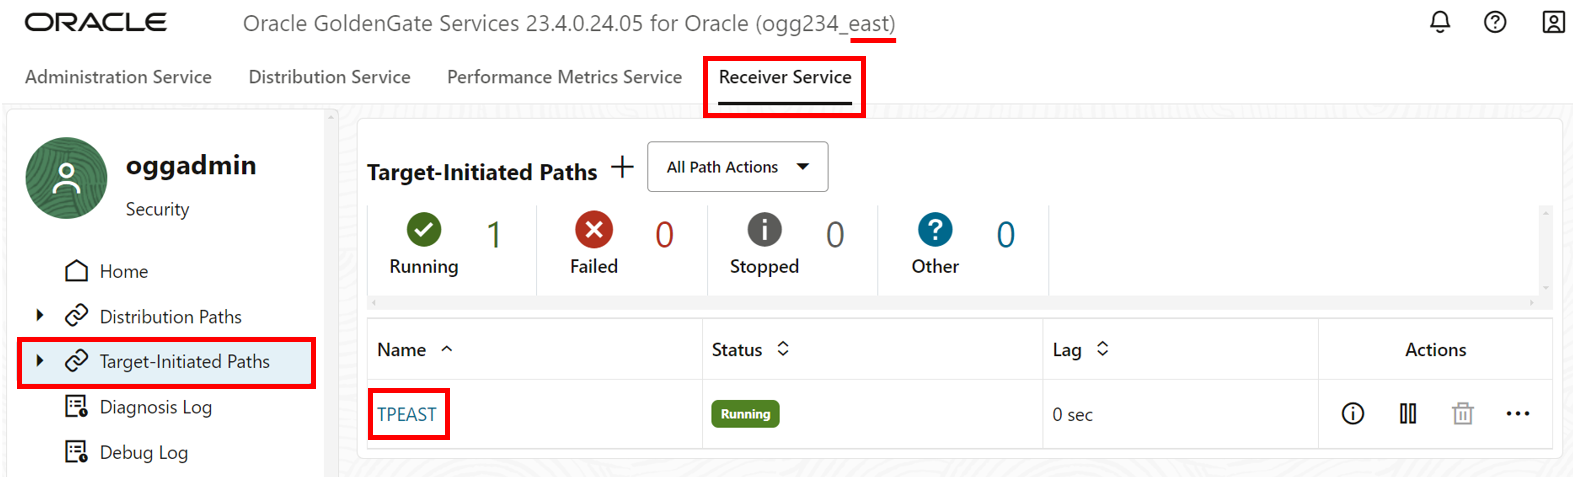 ORACLE Oracle GoldenGate Services 23.4.0.24.05 for Oracle (ogg234_east)
Administration Service Distribution Service Performance Metrics Service Receiver Service
oggadmin
Security
Home
Distribution Paths
Target-Initiated Paths
Diagnosis Log
Debug Log
Target-Initiated Paths All Path Actions
1 0 0 0
Running Failed Stopped Other
Name Status Lag Actions
TPEAST Running 0 sec